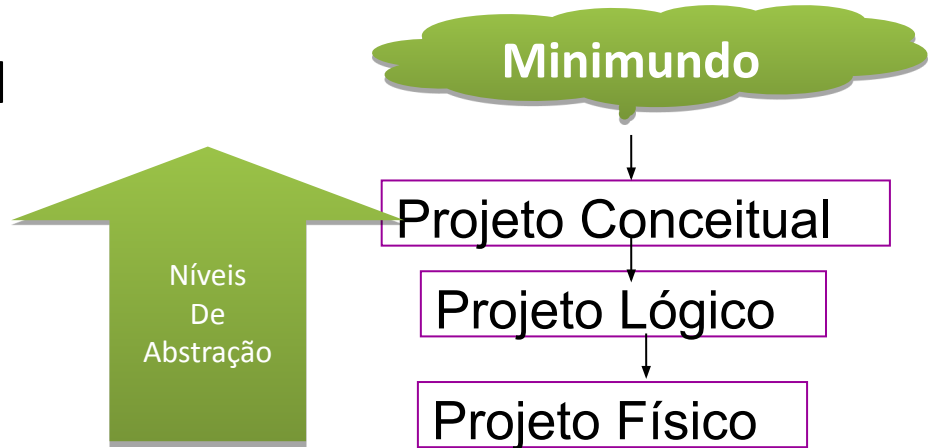 Minimundo
Projeto Conceitual
Projeto Lógico
Projeto Físico
Níveis
De
Abstração